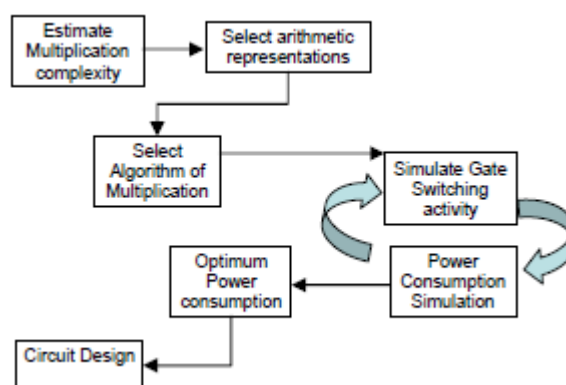 Estimate
Multiplication
complexity
Select arithmetic
representations
Select
Algorithm of
Multiplication
Simulate Gate
Switching
activity
Power
Consumption
Simulation
Optimum
Power
consumption
Circuit Design